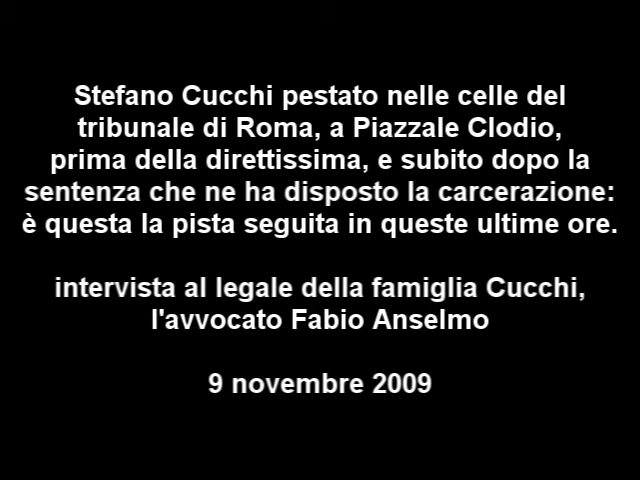 Stefano Cucchi pestato nelle celle del
tribunale di Roma, a Piazzale Clodio,
prima della direttissima, e subito dopo la
sentenza che ne ha disposto la carcerazione:
è questa la pista seguita in queste ultime ore.
intervista al legale della famiglia Cucchi,
l'avvocato Fabio Anselmo
9 novembre 2009